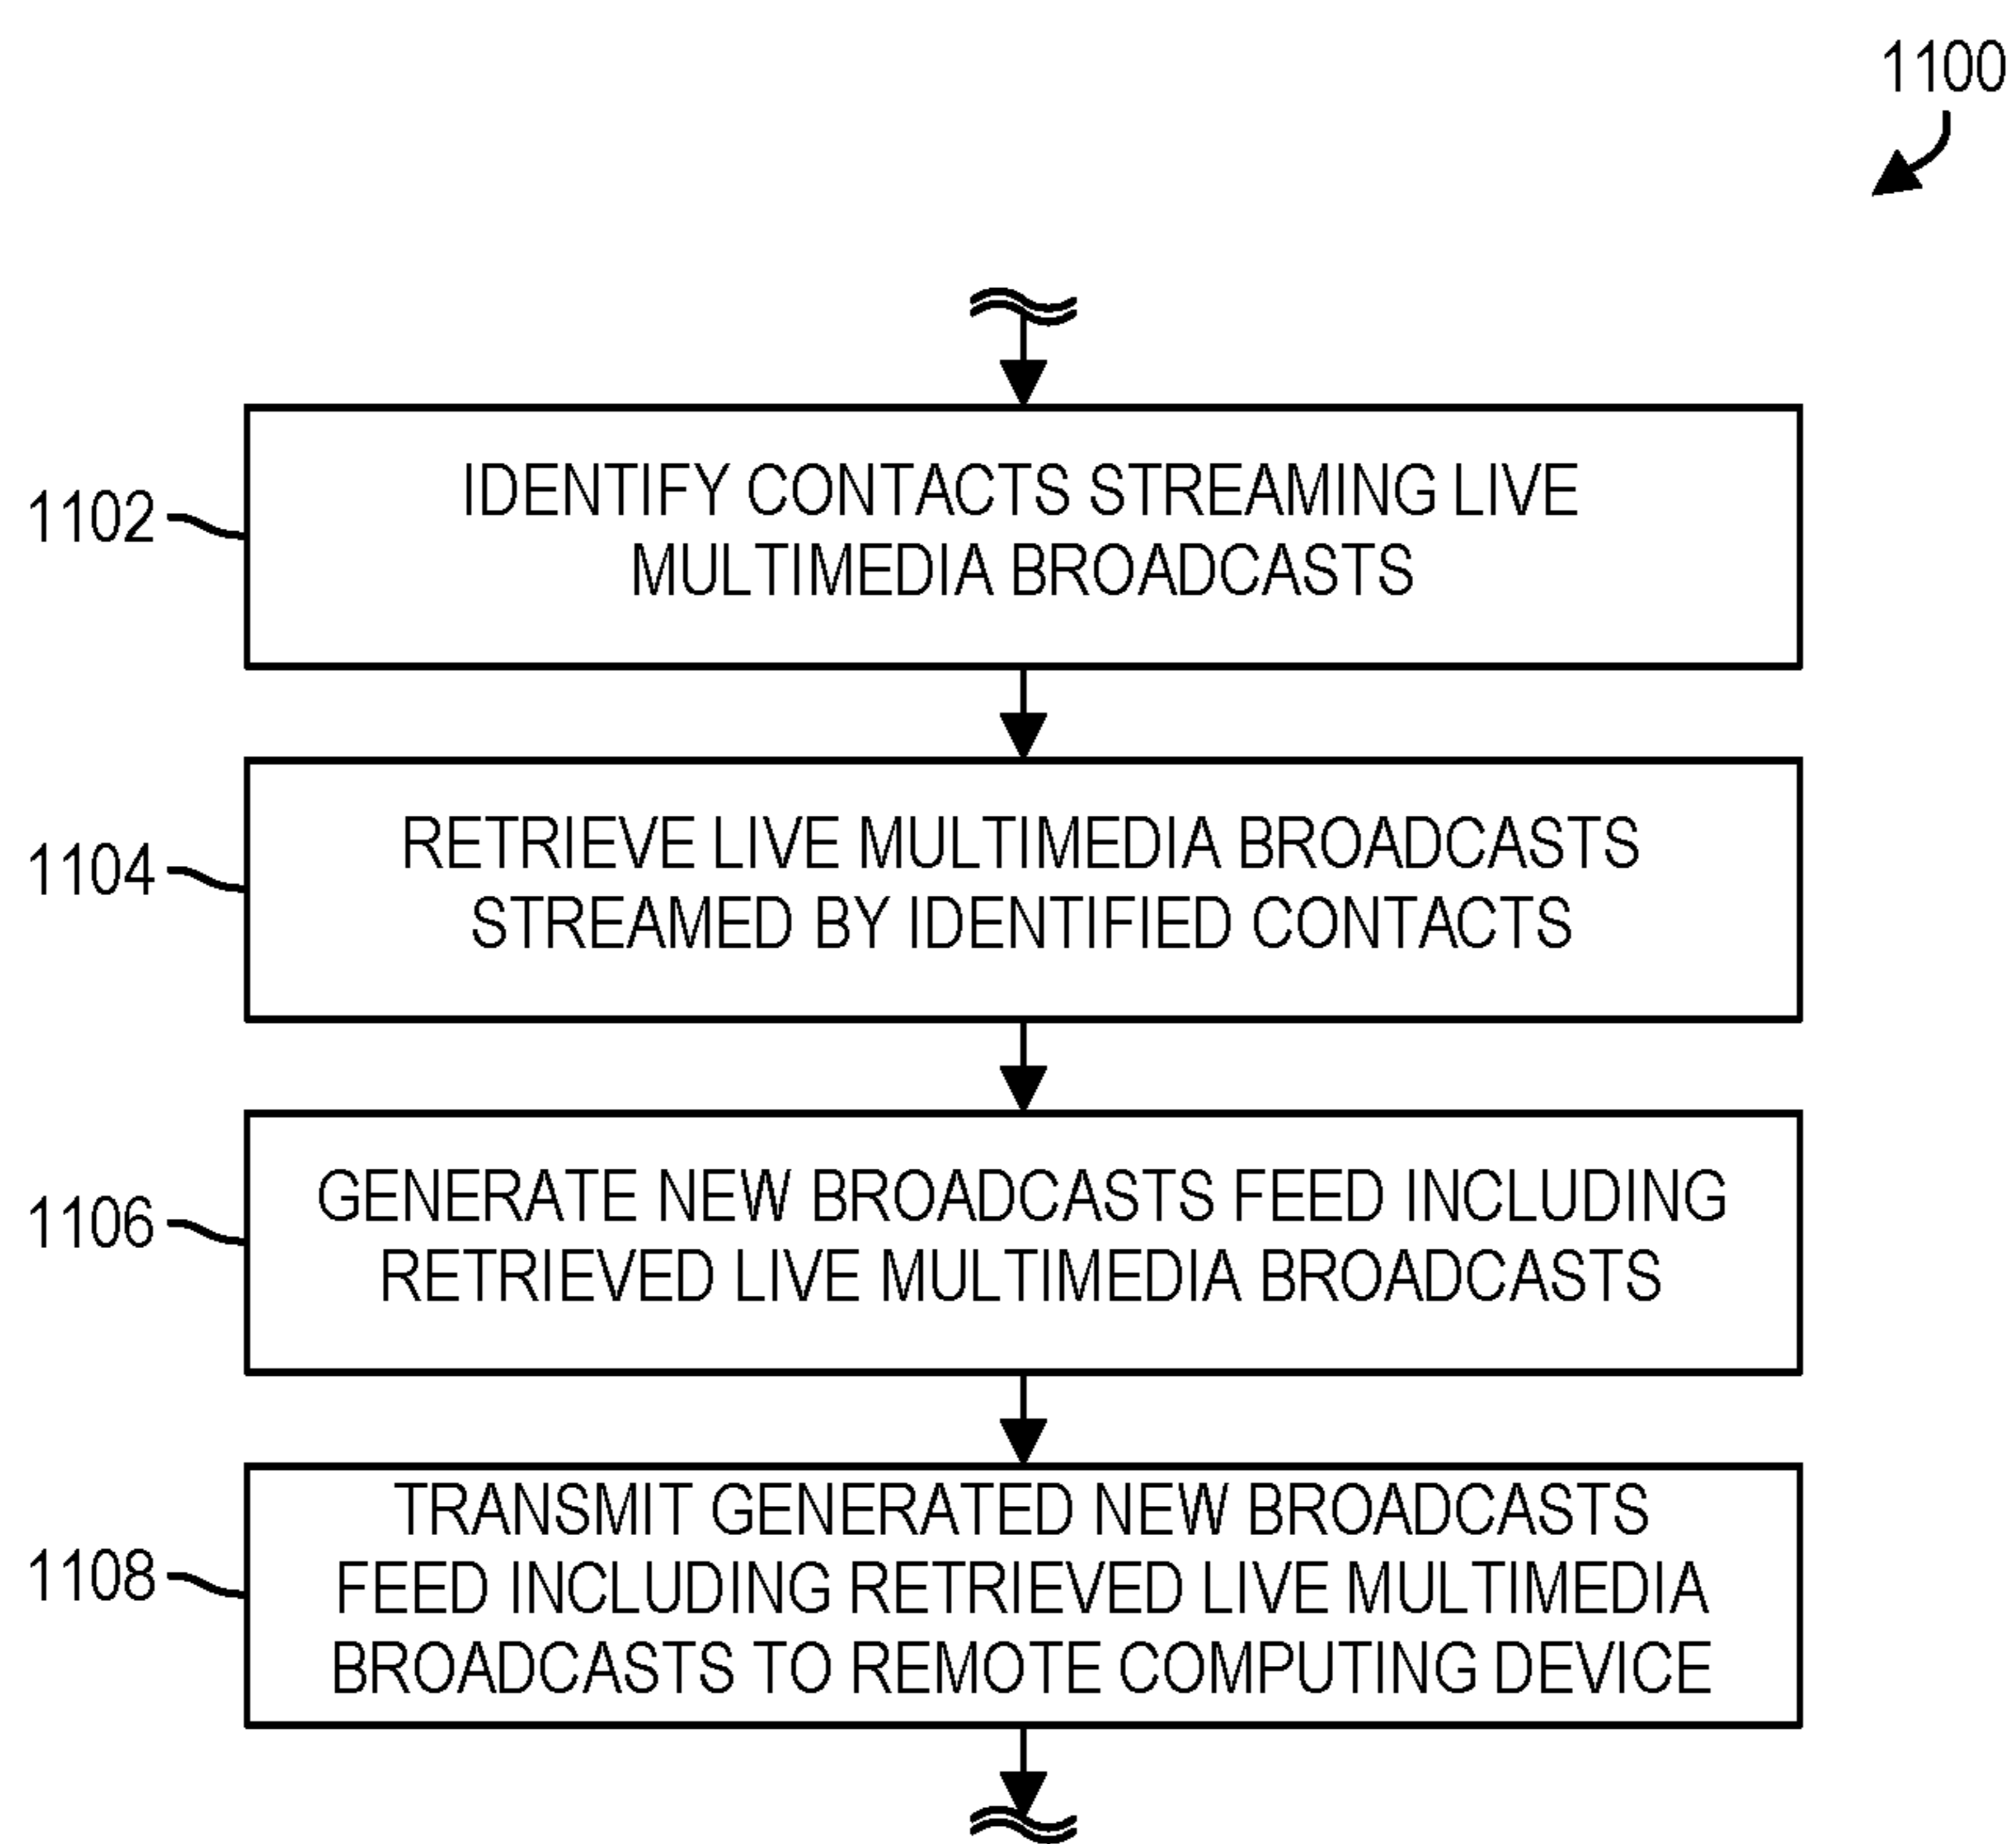 1100
1102
IDENTIFY CONTACTS STREAMING LIVE
MULTIMEDIA BROADCASTS
1104
RETRIEVE LIVE MULTIMEDIA BROADCASTS
STREAMED BY IDENTIFIED CONTACTS
1106
GENERATE NEW BROADCASTS FEED INCLUDING
RETRIEVED LIVE MULTIMEDIA BROADCASTS
1108
TRANSMIT GENERATED NEW BROADCASTS
FEED INCLUDING RETRIEVED LIVE MULTIMEDIA
BROADCASTS TO REMOTE COMPUTING DEVICE